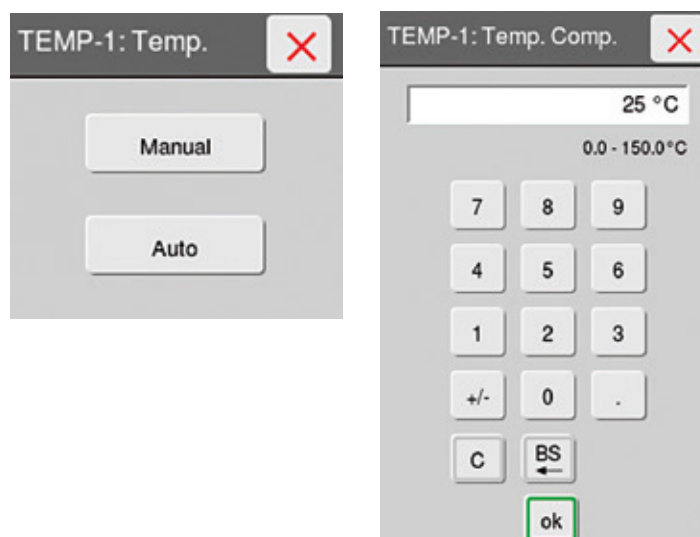 TEMP-1: Temp.
Manual
Auto
TEMP-1: Temp. Comp.
25 °C
0.0 - 150.0°C
7 8 9
4 5 6
1 2 3
+/- 0 .
C BS
ok